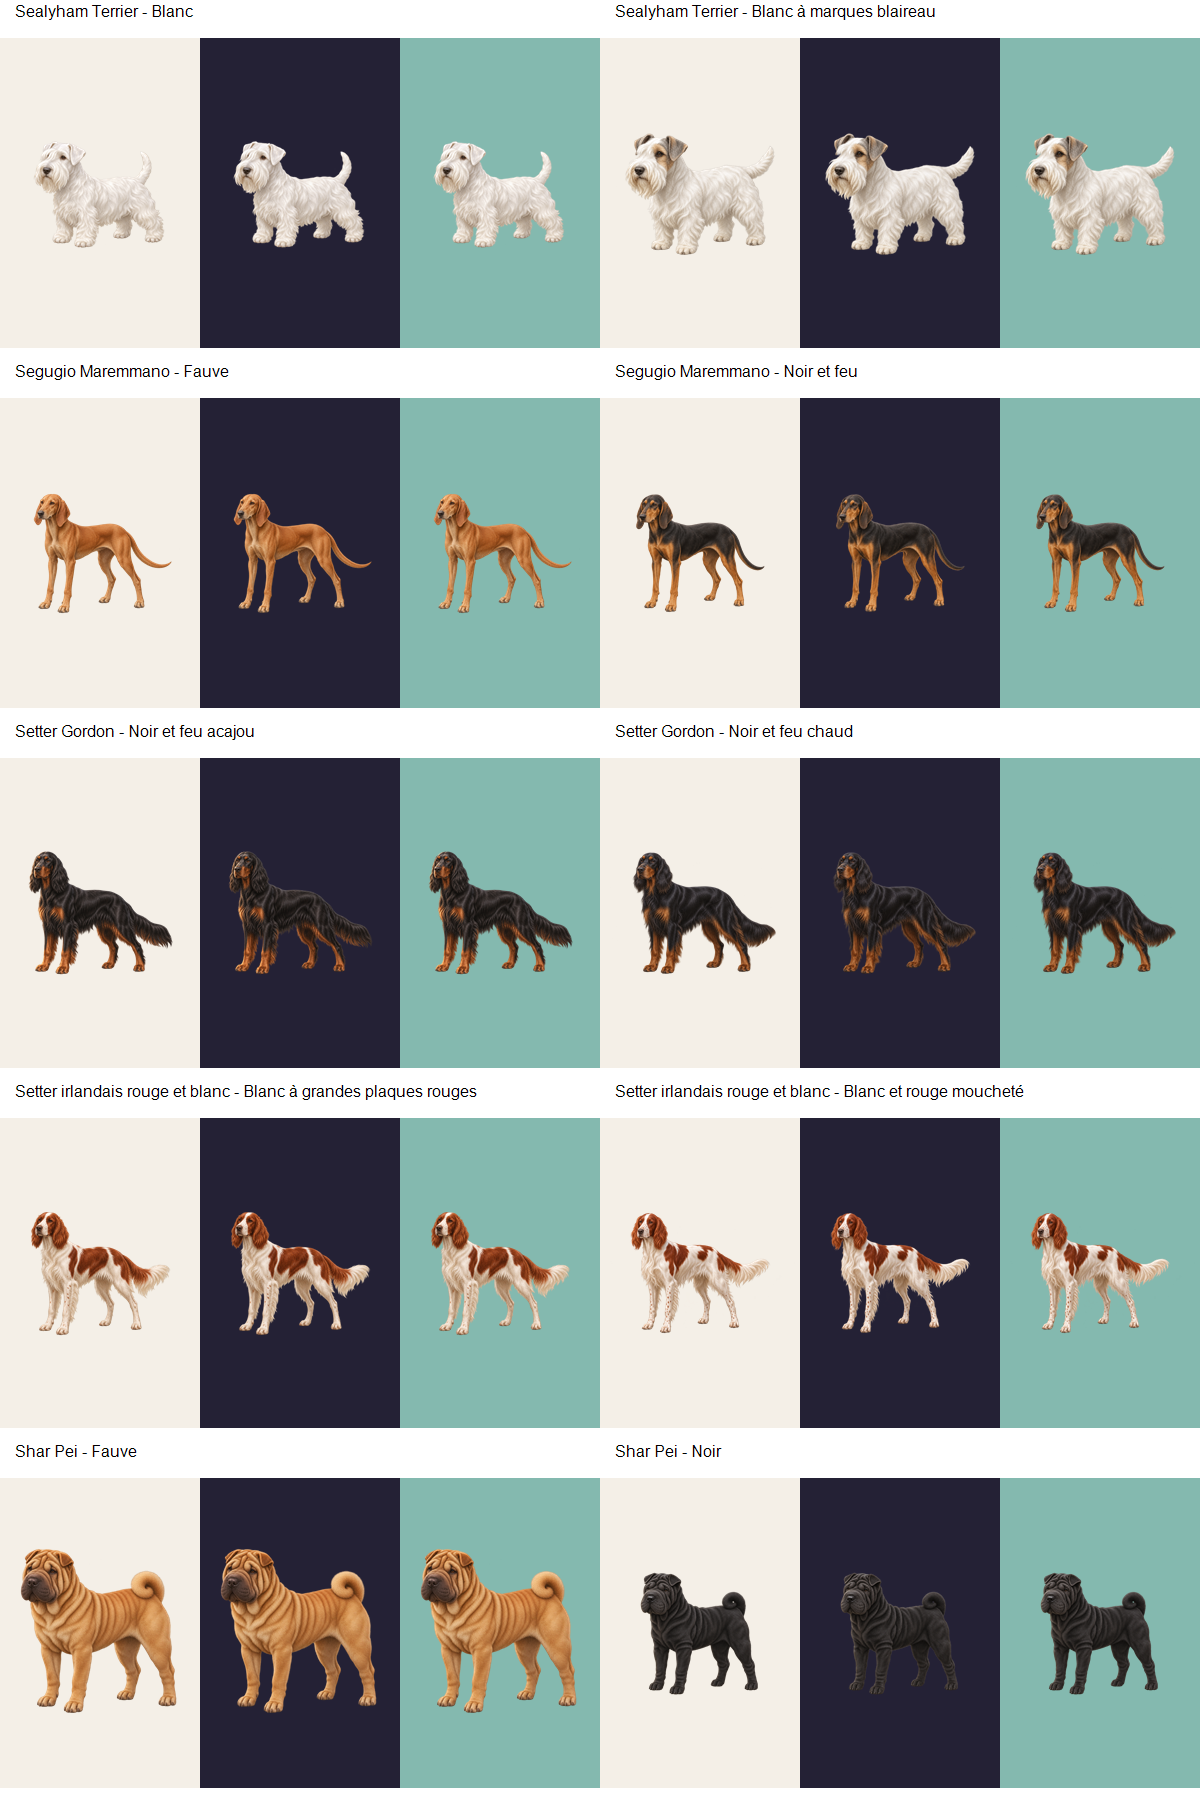 Sealyham Terrier - Blanc
Sealyham Terrier - Blanc à marques blaireau
Segugio Maremmano - Fauve
Segugio Maremmano - Noir et feu
Setter Gordon - Noir et feu acajou
Setter Gordon - Noir et feu chaud
Setter irlandais rouge et blanc - Blanc à grandes plaques rouges
Setter irlandais rouge et blanc - Blanc et rouge moucheté
Shar Pei - Fauve
Shar Pei - Noir